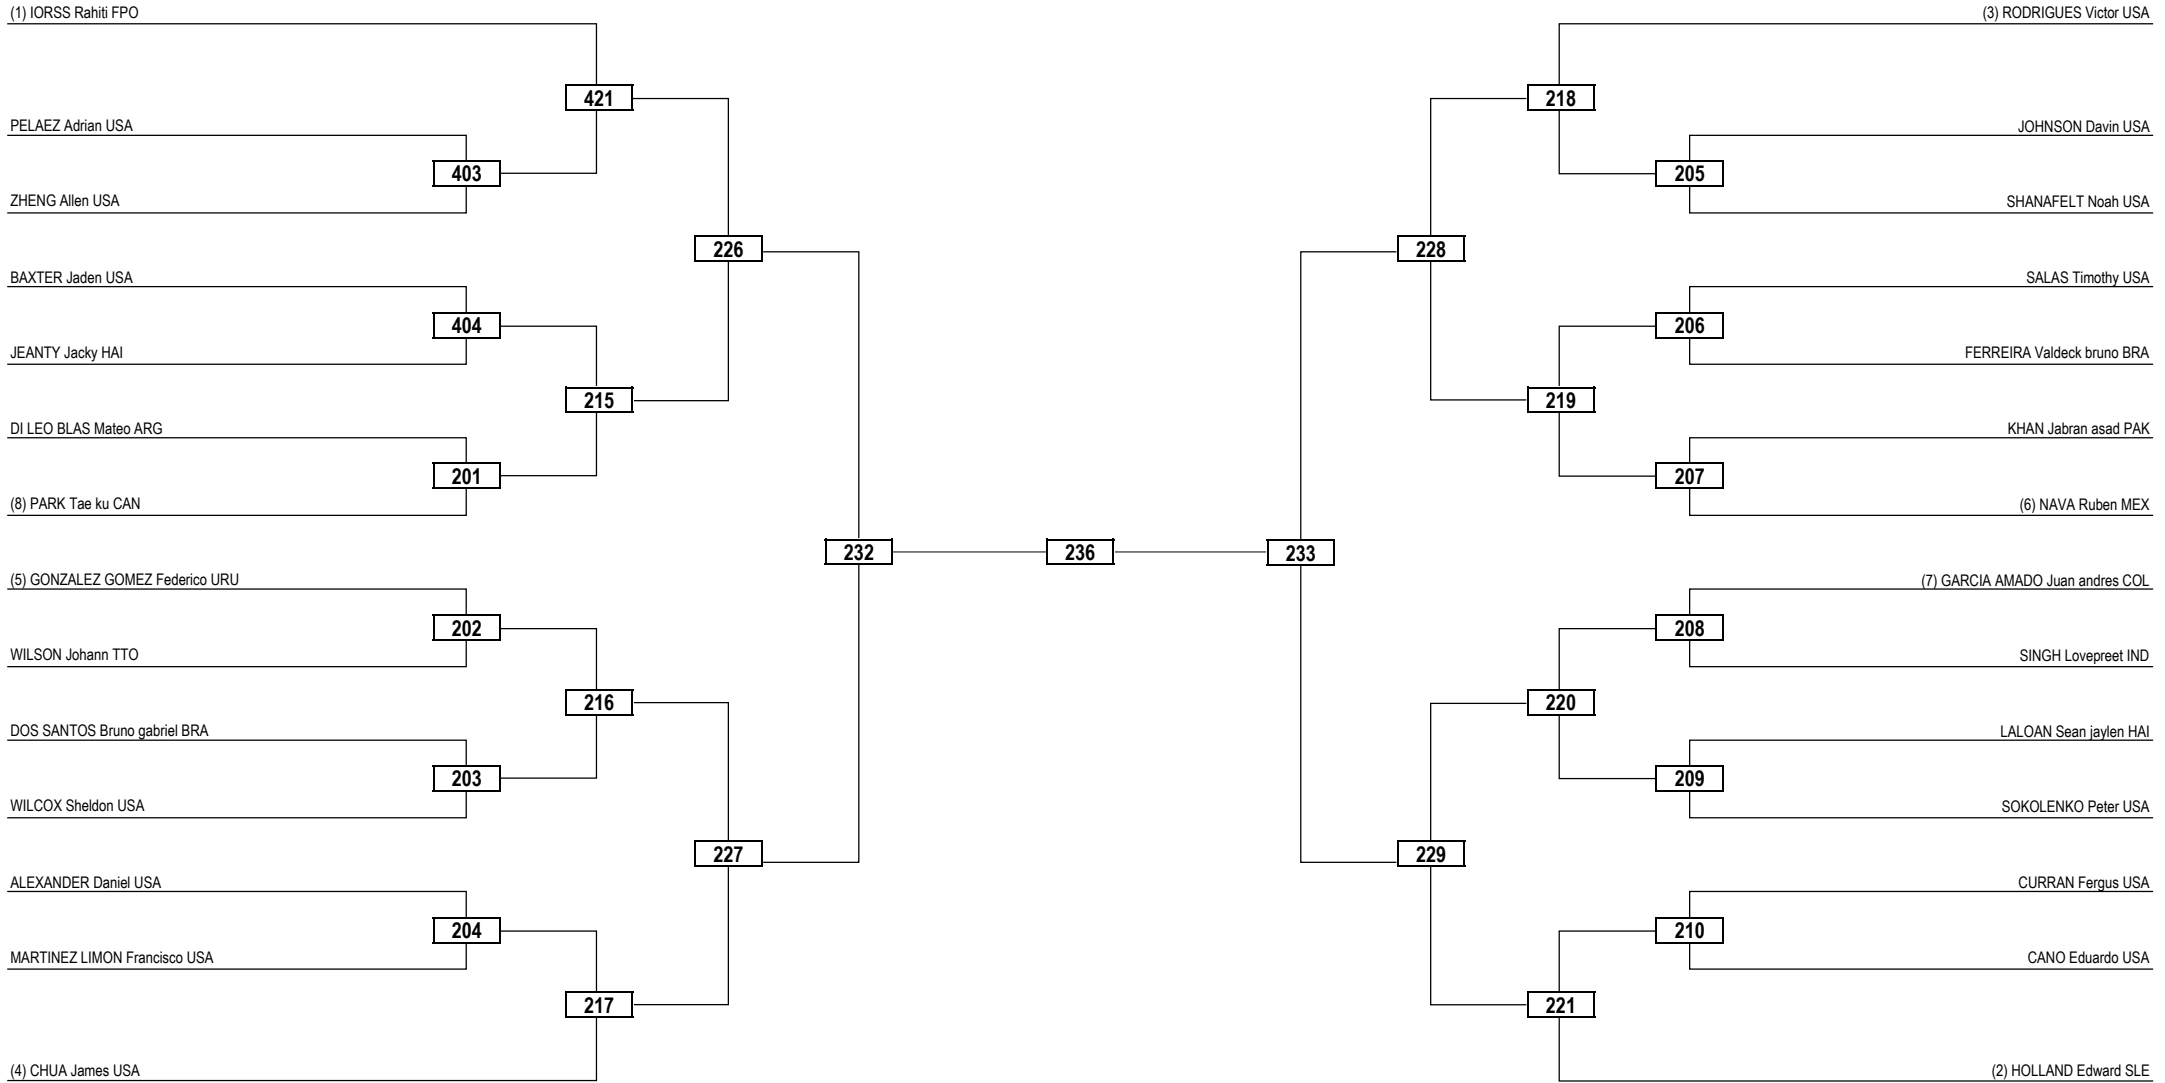 (1) IORSS Rahiti FPO
421
PELAEZ Adrian USA
403
ZHENG Allen USA
226
BAXTER Jaden USA
404
JEANTY Jacky HAI
215
DI LEO BLAS Mateo ARG
201
(8) PARK Tae ku CAN
232
(5) GONZALEZ GOMEZ Federico URU
202
WILSON Johann TTO
216
DOS SANTOS Bruno gabriel BRA
203
WILCOX Sheldon USA
227
ALEXANDER Daniel USA
204
MARTINEZ LIMON Francisco USA
217
(4) CHUA James USA
236
(3) RODRIGUES Victor USA
218
JOHNSON Davin USA
205
SHANAFELT Noah USA
228
SALAS Timothy USA
206
FERREIRA Valdeck bruno BRA
219
KHAN Jabran asad PAK
207
(6) NAVA Ruben MEX
233
(7) GARCIA AMADO Juan andres COL
208
SINGH Lovepreet IND
220
LALOAN Sean jaylen HAI
209
SOKOLENKO Peter USA
229
CURRAN Fergus USA
210
CANO Eduardo USA
221
(2) HOLLAND Edward SLE